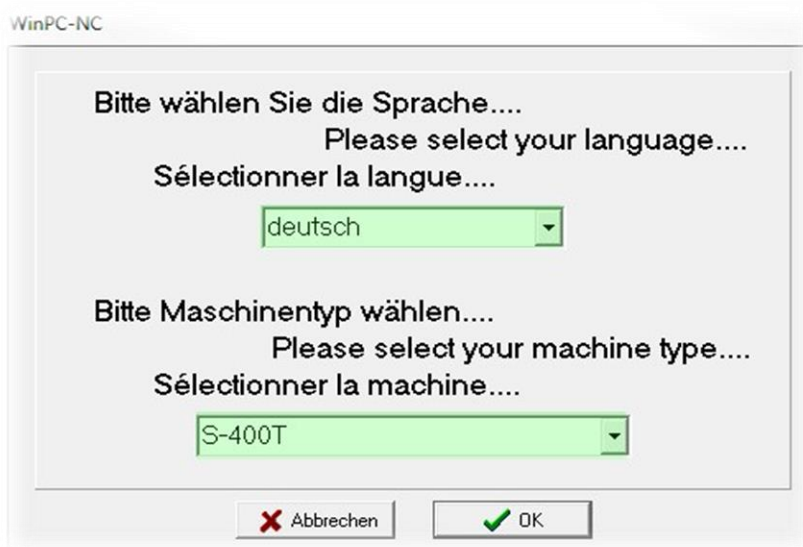 WinPC-NC
Bitte wählen Sie die Sprache....
Please select your language....
Sélectionner la langue....
deutsch
Bitte Maschinentyp wählen....
Please select your machine type....
Sélectionner la machine....
S-400T
Abbrechen
OK